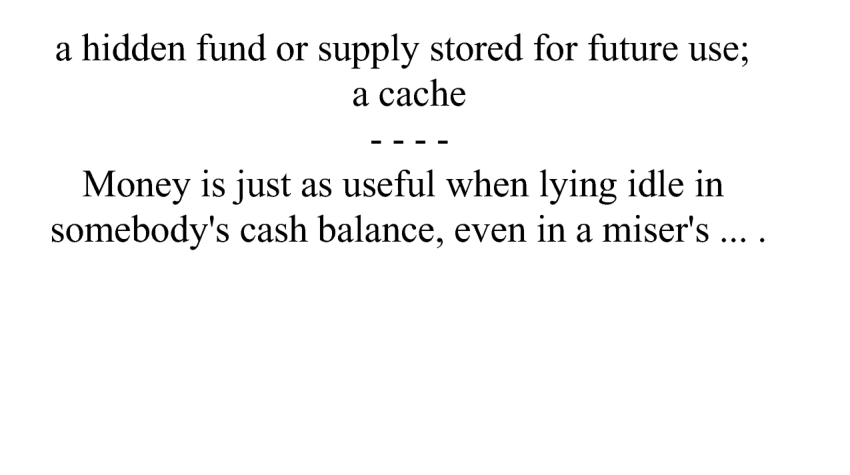 a hidden fund or supply stored for future use;
a cache
- - - -
Money is just as useful when lying idle in
somebody's cash balance, even in a miser's ... .